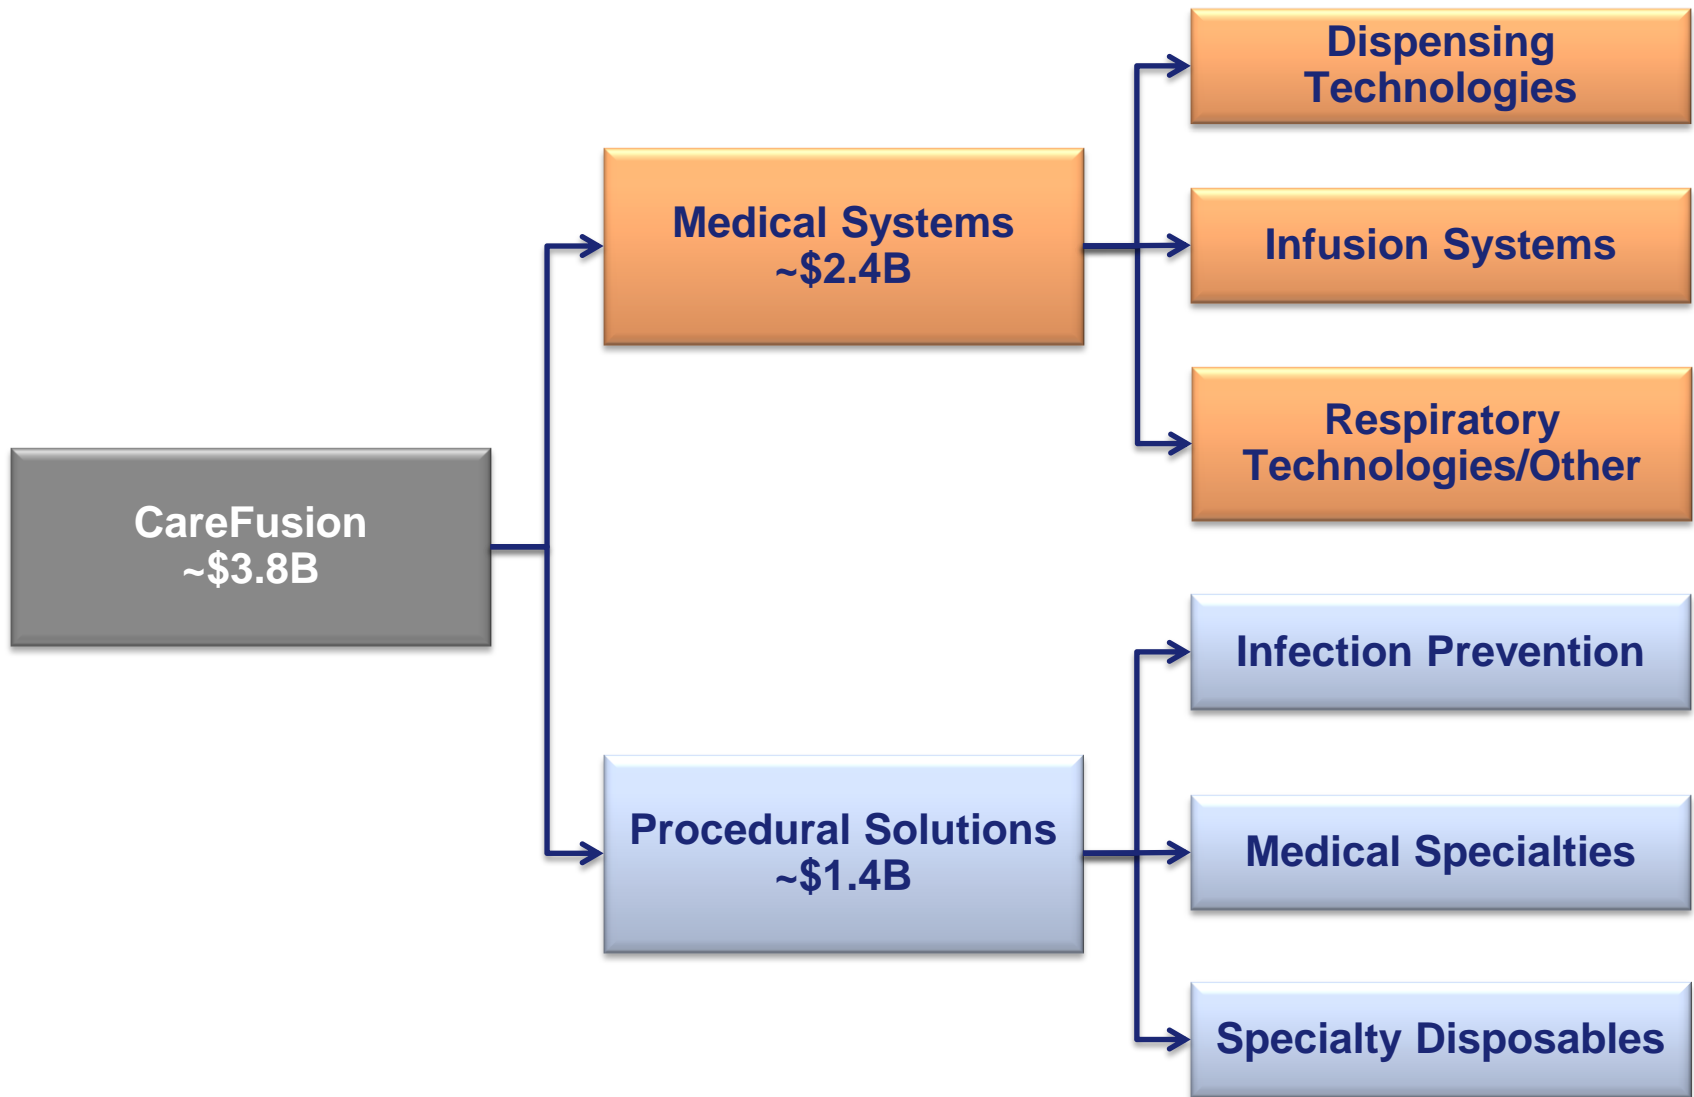 CareFusion
~$3.8B
Medical Systems
~$2.4B
Dispensing
Technologies
Infusion Systems
Respiratory
Technologies/Other
Procedural Solutions
~$1.4B
Infection Prevention
Medical Specialties
Specialty Disposables